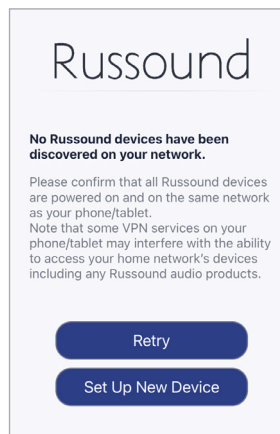 Russound
No Russound devices have been
discovered on your network.
Please confirm that all Russound devices
are powered on and on the same network
as your phone/tablet.
Note that some VPN services on your
phone/tablet may interfere with the ability
to access your home network's devices
including any Russound audio products.
Retry
Set Up New Device